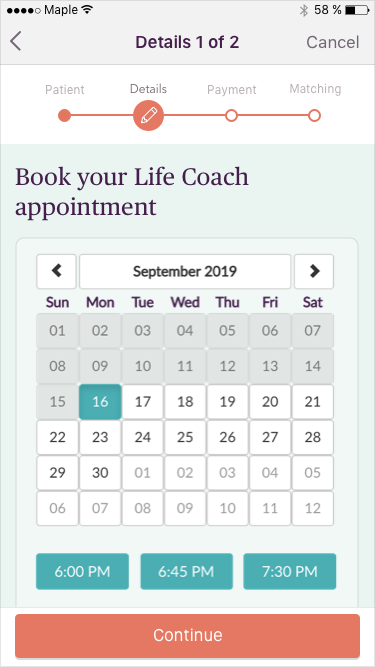 Maple 58 %
Details 1 of 2 Cancel
Patient Details Payment Matching
Book your Life Coach
appointment
September 2019
Sun Mon Tue Wed Thu Fri Sat
01 02 03 04 05 06 07
08 09 10 11 12 13 14
15 16 17 18 19 20 21
22 23 24 25 26 27 28
29 30 01 02 03 04 05
06 07 08 09 10 11 12
6:00 PM 6:45 PM 7:30 PM
Continue